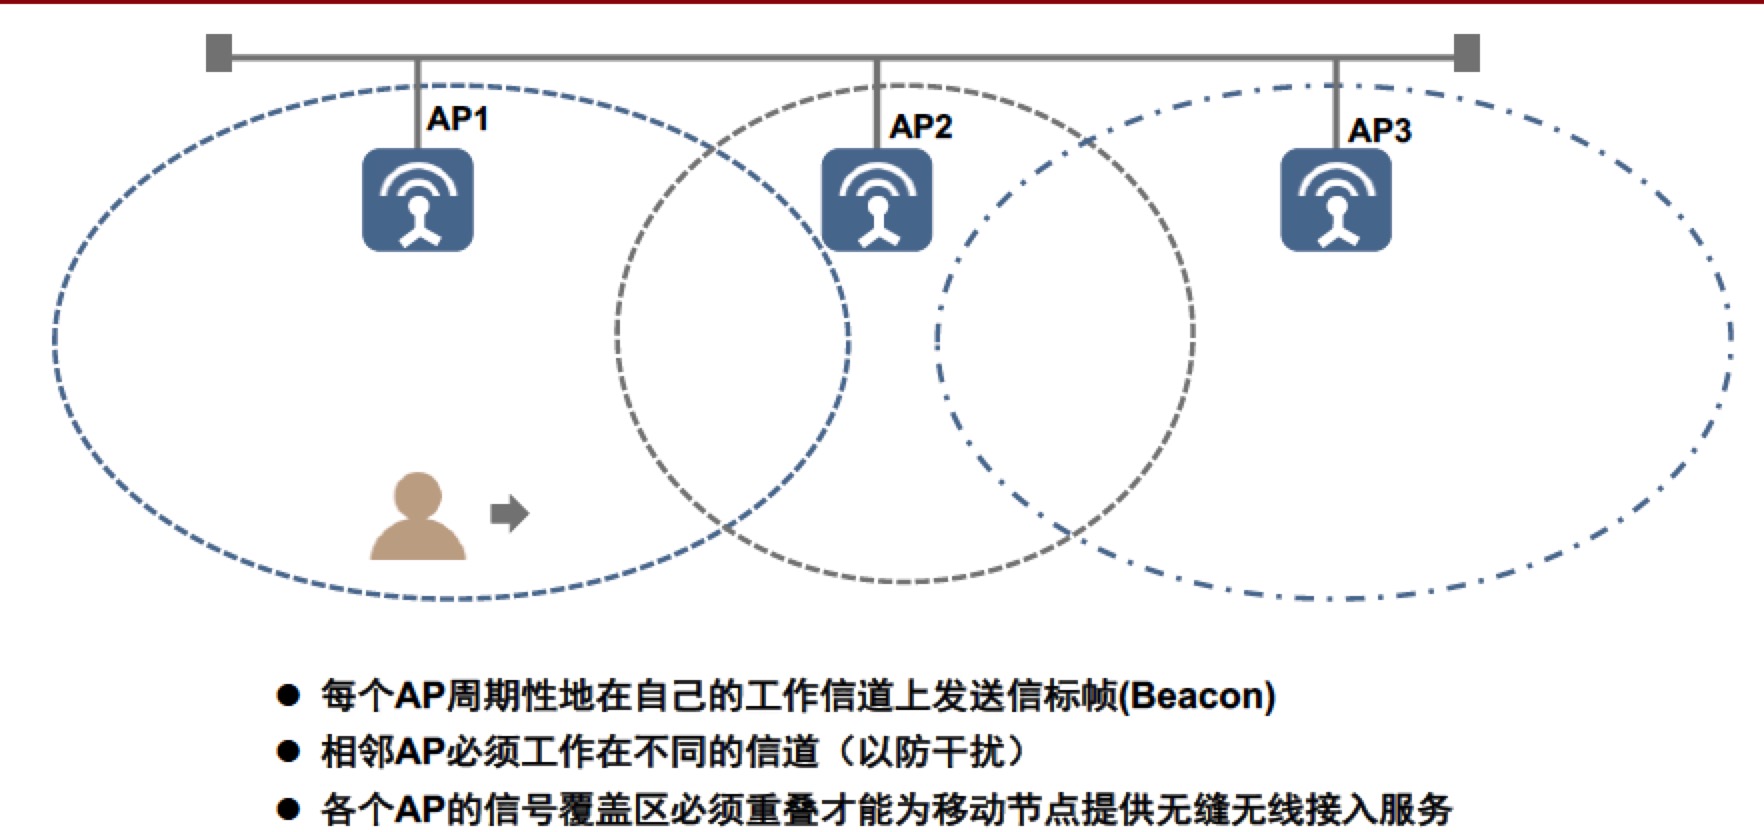 AP1
AP2
AP3
● 每个AP周期性地在自己的工作信道上发送信标帧(Beacon)
● 相邻AP必须工作在不同的信道（以防干扰）
● 各个AP的信号覆盖区必须重叠才能为移动节点提供无缝无线接入服务